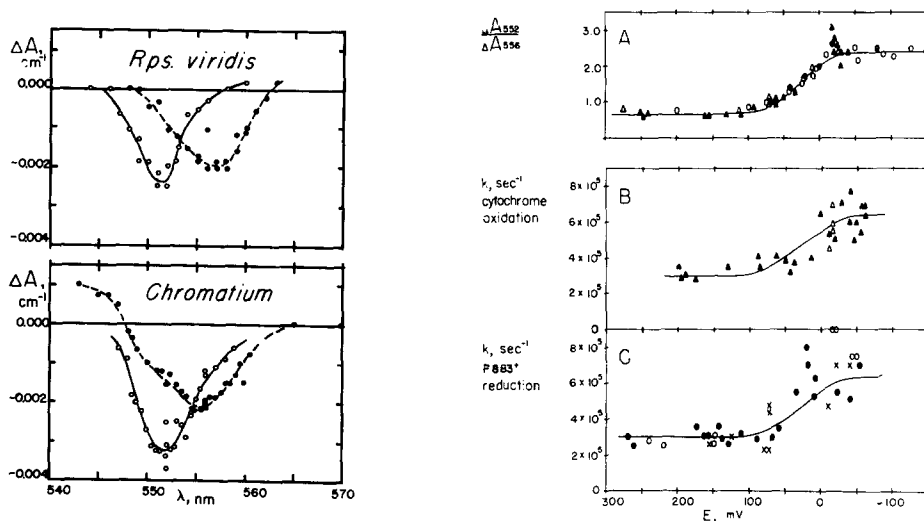 ΔA,
cm⁻¹
Rps. viridis
0.000
-0.002
-0.004
ΔA,
cm⁻¹
Chromatium
0.000
-0.002
-0.004
540 550 560 570
λ, nm
ΔA552
ΔA556
A
3.0
2.0
1.0
k, sec⁻¹
cytochrome
oxidation
B
8 × 10⁵
6 × 10⁵
4 × 10⁵
2 × 10⁵
0
k, sec⁻¹
P883⁺
reduction
C
8 × 10⁵
6 × 10⁵
4 × 10⁵
2 × 10⁵
0
300 200 100 0 -100
E, mV